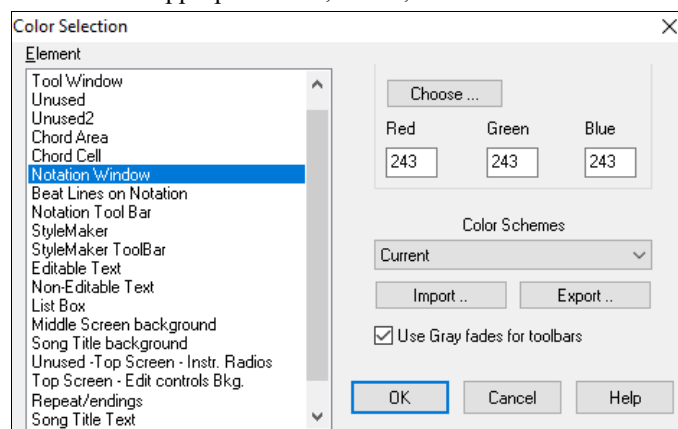 Color Selection
Element
Tool Window
Unused
Unused2
Chord Area
Chord Cell
Notation Window
Beat Lines on Notation
Notation Tool Bar
StyleMaker
StyleMaker ToolBar
Editable Text
Non-Editable Text
List Box
Middle Screen background
Song Title background
Unused -Top Screen - Instr. Radios
Top Screen - Edit controls Bkg.
Repeat/endings
Song Title Text
Choose ...
Red Green Blue
243 243 243
Color Schemes
Current
Import .. Export ..
Use Gray fades for toolbars
OK Cancel Help